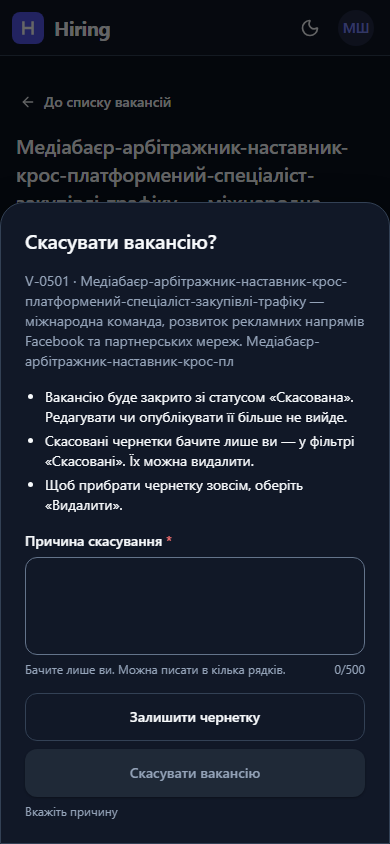 H Hiring МШ
← До списку вакансій
Медіабаєр-арбітражник-наставник-
крос-платформений-спеціаліст-
закупівлі-трафіку — міжнародна
Скасувати вакансію?
V-0501 · Медіабаєр-арбітражник-наставник-крос-
платформений-спеціаліст-закупівлі-трафіку —
міжнародна команда, розвиток рекламних напрямів
Facebook та партнерських мереж. Медіабаєр-
арбітражник-наставник-крос-пл
• Вакансію буде закрито зі статусом «Скасована».
Редагувати чи опублікувати її більше не вийде.
• Скасовані чернетки бачите лише ви — у фільтрі
«Скасовані». Їх можна видалити.
• Щоб прибрати чернетку зовсім, оберіть
«Видалити».
Причина скасування *
Бачите лише ви. Можна писати в кілька рядків. 0/500
Залишити чернетку
Скасувати вакансію
Вкажіть причину